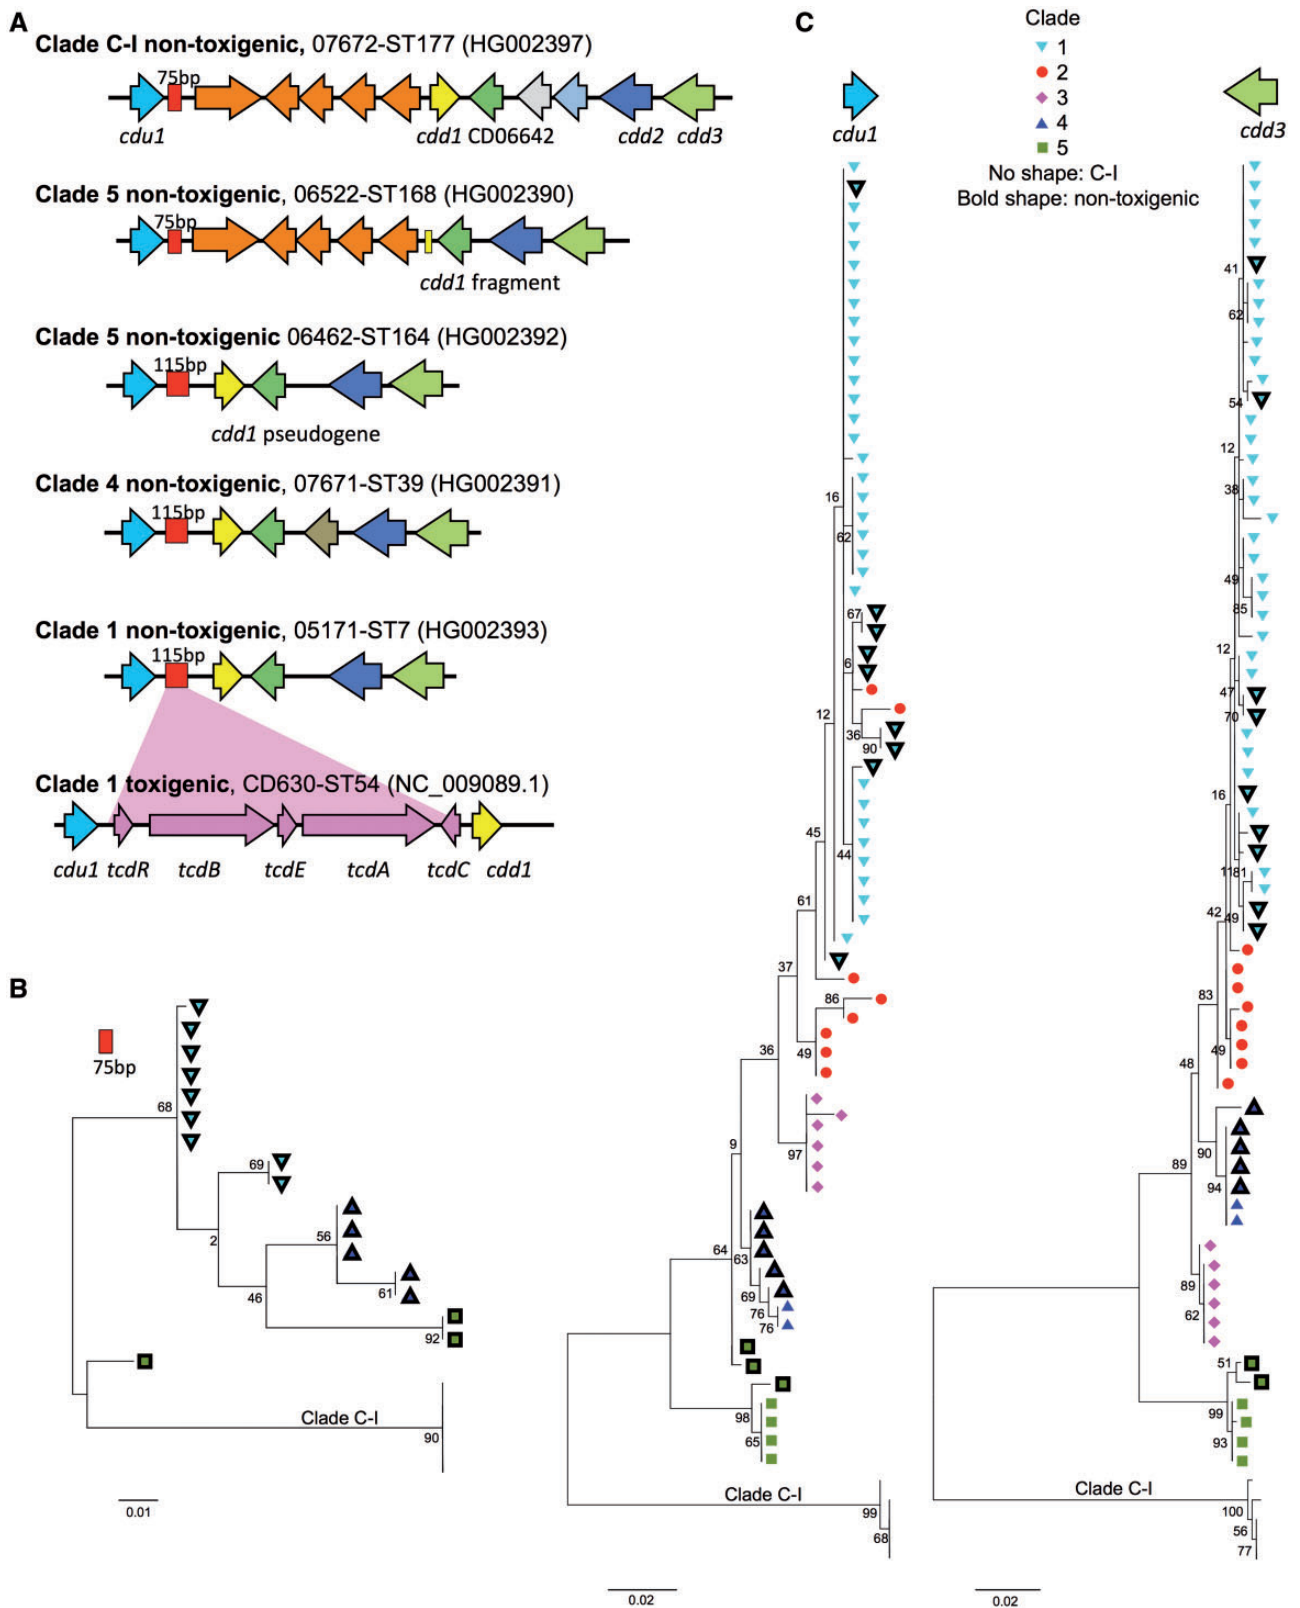 A
Clade C-I non-toxigenic, 07672-ST177 (HG002397)
75bp
cdu1 cdd1 CD06642 cdd2 cdd3
Clade 5 non-toxigenic, 06522-ST168 (HG002390)
75bp
cdd1 fragment
Clade 5 non-toxigenic 06462-ST164 (HG002392)
115bp
cdd1 pseudogene
Clade 4 non-toxigenic, 07671-ST39 (HG002391)
115bp
Clade 1 non-toxigenic, 05171-ST7 (HG002393)
115bp
Clade 1 toxigenic, CD630-ST54 (NC_009089.1)
cdu1 tcdR tcdB tcdE tcdA tcdC cdd1
B
75bp
68
69
2
56
61
46
92
Clade C-I
90
0.01
C
Clade
1
2
3
4
5
No shape: C-I
Bold shape: non-toxigenic
cdu1
16
62
67
6
12
36
90
45
44
61
37
86
36
49
97
9
64
63
69
76
76
98
65
Clade C-I
99
68
0.02
cdd3
41
62
54
12
38
49
85
12
47
70
16
1181
42
49
83
49
48
90
89
94
89
62
51
99
93
Clade C-I
100
56
77
0.02